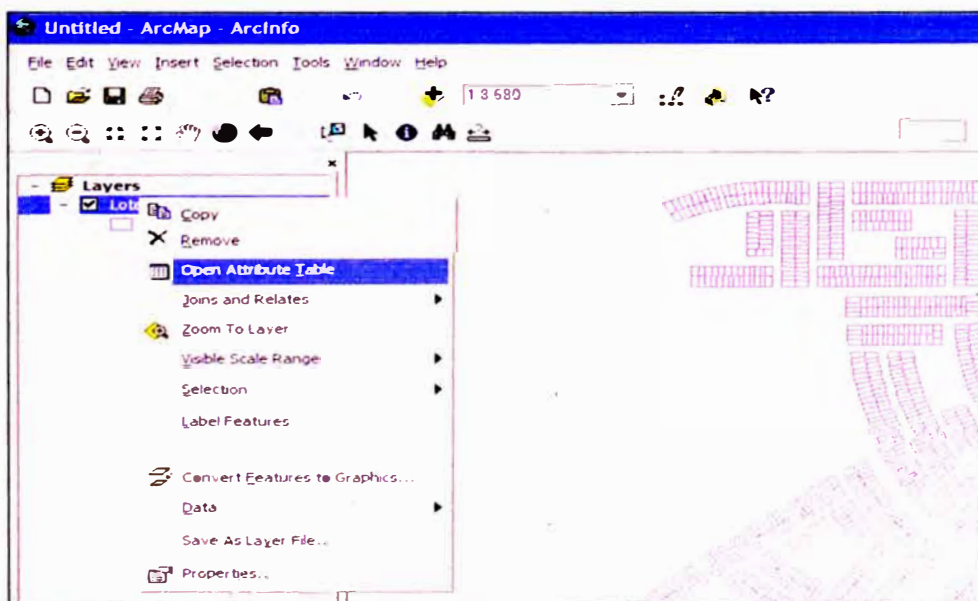 Untitled - ArcMap - ArcInfo
File Edit View Insert Selection Tools Window Help
1 3 680
Layers
Lote
Copy
Remove
Open Attribute Table
Joins and Relates
Zoom To Layer
Visible Scale Range
Selection
Label Features
Convert Features to Graphics...
Data
Save As Layer File...
Properties...